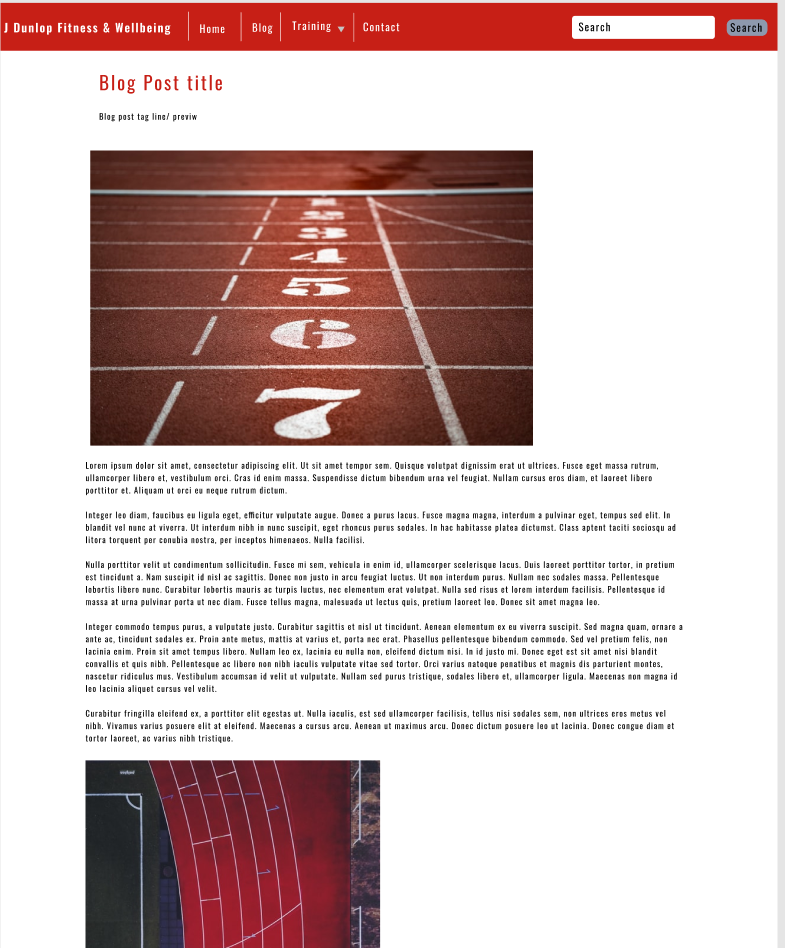 J Dunlop Fitness & Wellbeing Home Blog Training Contact Search Search
Blog Post title
Blog post tag line/ previw
1
2
3
4
5
6
7
Lorem ipsum dolor sit amet, consectetur adipiscing elit. Ut sit amet tempor sem. Quisque volutpat dignissim erat ut ultrices. Fusce eget massa rutrum,
ullamcorper libero et, vestibulum orci. Cras id enim massa. Suspendisse dictum bibendum urna vel feugiat. Nullam cursus eros diam, et laoreet libero
porttitor et. Aliquam ut orci eu neque rutrum dictum.
Integer leo diam, faucibus eu ligula eget, efficitur vulputate augue. Donec a purus lacus. Fusce magna magna, interdum a pulvinar eget, tempus sed elit. In
blandit vel nunc at viverra. Ut interdum nibh in nunc suscipit, eget rhoncus purus sodales. In hac habitasse platea dictumst. Class aptent taciti sociosqu ad
litora torquent per conubia nostra, per inceptos himenaeos. Nulla facilisi.
Nulla porttitor velit ut condimentum sollicitudin. Fusce mi sem, vehicula in enim id, ullamcorper scelerisque lacus. Duis laoreet porttitor tortor, in pretium
est tincidunt a. Nam suscipit id nisl ac sagittis. Donec non justo in arcu feugiat luctus. Ut non interdum purus. Nullam nec sodales massa. Pellentesque
lobortis libero nunc. Curabitur lobortis mauris ac turpis luctus, nec elementum erat volutpat. Nulla sed risus et lorem interdum facilisis. Pellentesque id
massa at urna pulvinar porta ut nec diam. Fusce tellus magna, malesuada ut lectus quis, pretium laoreet leo. Donec sit amet magna leo.
Integer commodo tempus purus, a vulputate justo. Curabitur sagittis et nisl ut tincidunt. Aenean elementum ex eu viverra suscipit. Sed magna quam, ornare a
ante ac, tincidunt sodales ex. Proin ante metus, mattis at varius et, porta nec erat. Phasellus pellentesque bibendum commodo. Sed vel pretium felis, non
lacinia enim. Proin sit amet tempus libero. Nullam leo ex, lacinia eu nulla non, eleifend dictum nisi. In id justo mi. Donec eget est sit amet nisi blandit
convallis et quis nibh. Pellentesque ac libero non nibh iaculis vulputate vitae sed tortor. Orci varius natoque penatibus et magnis dis parturient montes,
nascetur ridiculus mus. Vestibulum accumsan id velit ut vulputate. Nullam sed purus tristique, sodales libero et, ullamcorper ligula. Maecenas non magna id
leo lacinia aliquet cursus vel velit.
Curabitur fringilla eleifend ex, a porttitor elit egestas ut. Nulla iaculis, est sed ullamcorper facilisis, tellus nisi sodales sem, non ultrices eros metus vel
nibh. Vivamus varius posuere elit at eleifend. Maecenas a cursus arcu. Aenean ut maximus arcu. Donec dictum posuere leo ut lacinia. Donec congue diam et
tortor laoreet, ac varius nibh tristique.